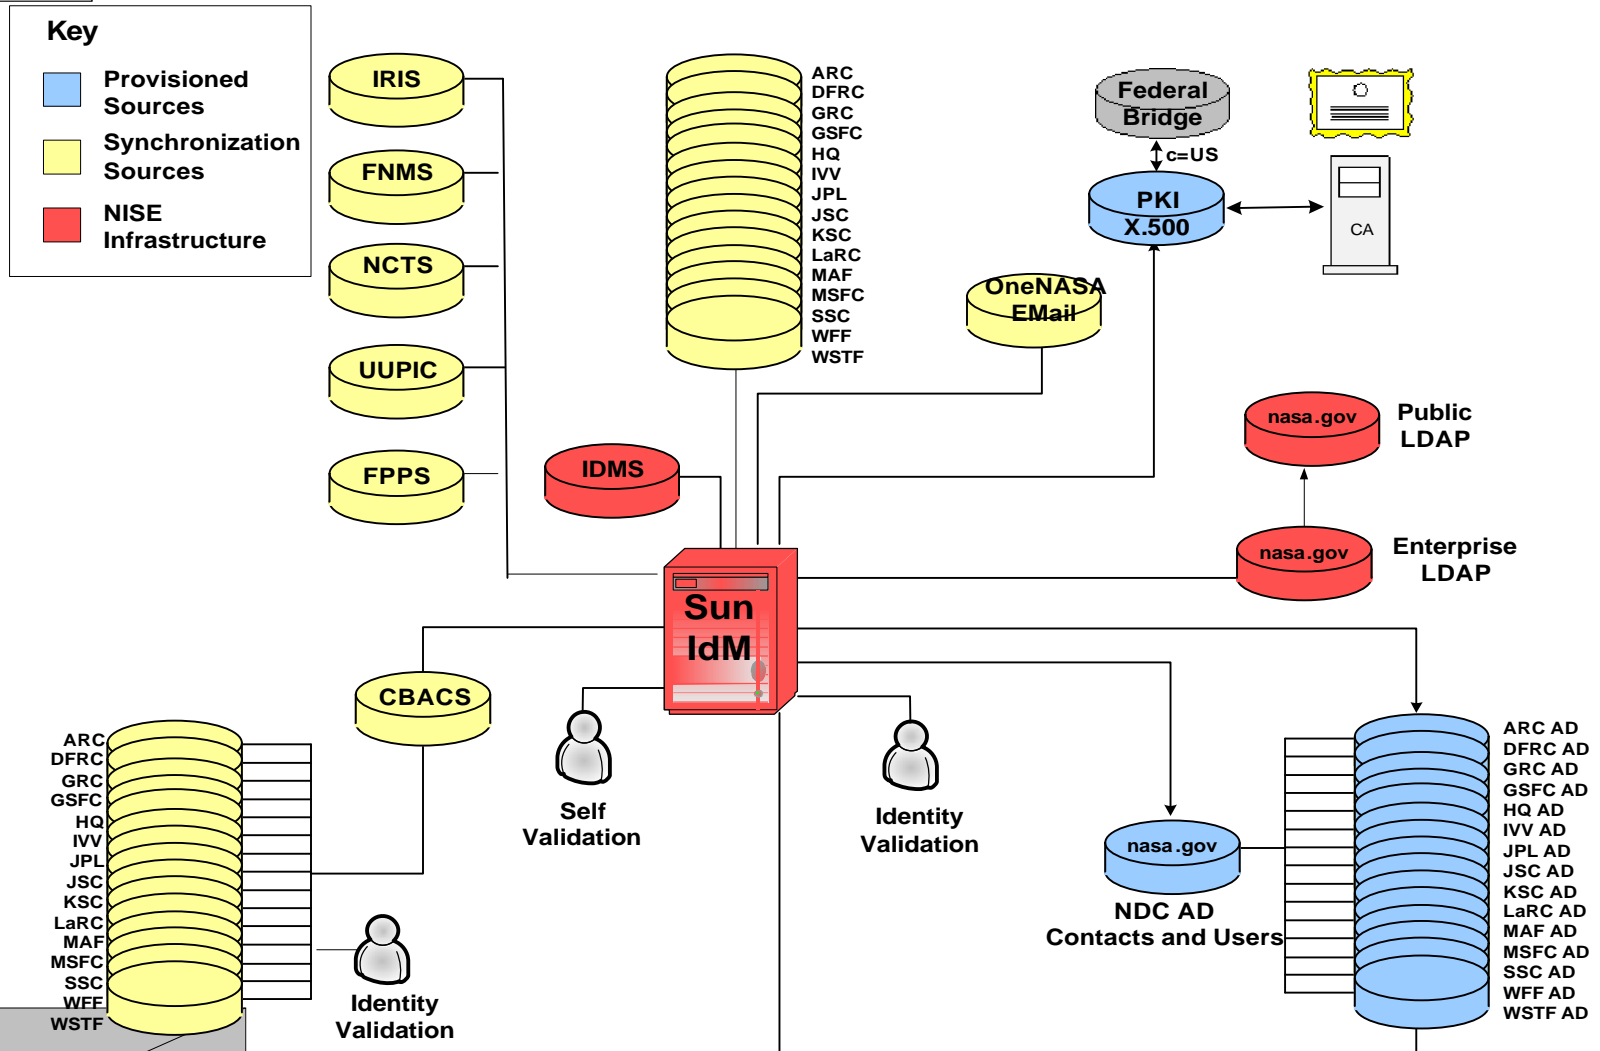 Key
Provisioned
Sources
Synchronization
Sources
NISE
Infrastructure
IRIS
FNMS
NCTS
UUPIC
FPPS
ARC
DFRC
GRC
GSFC
HQ
IVV
JPL
JSC
KSC
LaRC
MAF
MSFC
SSC
WFF
WSTF
Federal
Bridge
c=US
PKI
X.500
CA
OneNASA
EMail
nasa.gov
Public
LDAP
IDMS
nasa.gov
Enterprise
LDAP
Sun
IdM
CBACS
Self
Validation
Identity
Validation
ARC
DFRC
GRC
GSFC
HQ
IVV
JPL
JSC
KSC
LaRC
MAF
MSFC
SSC
WFF
WSTF
Identity
Validation
nasa.gov
NDC AD
Contacts and Users
ARC AD
DFRC AD
GRC AD
GSFC AD
HQ AD
IVV AD
JPL AD
JSC AD
KSC AD
LaRC AD
MAF AD
MSFC AD
SSC AD
WFF AD
WSTF AD